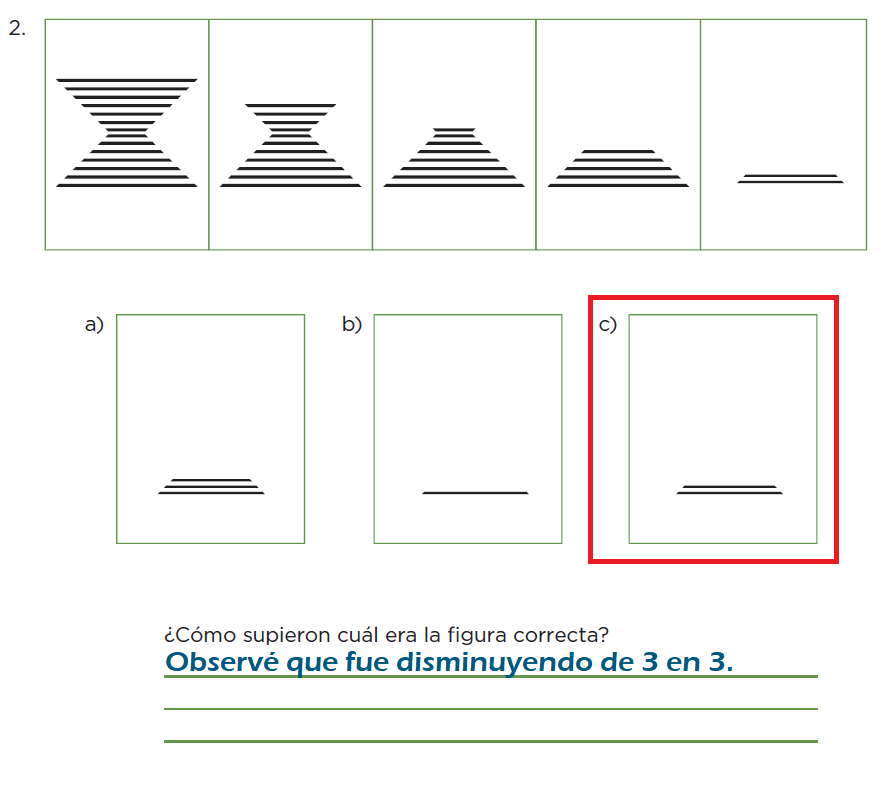 2.
a)
b)
c)
¿Cómo supieron cuál era la figura correcta?
Observé que fue disminuyendo de 3 en 3.